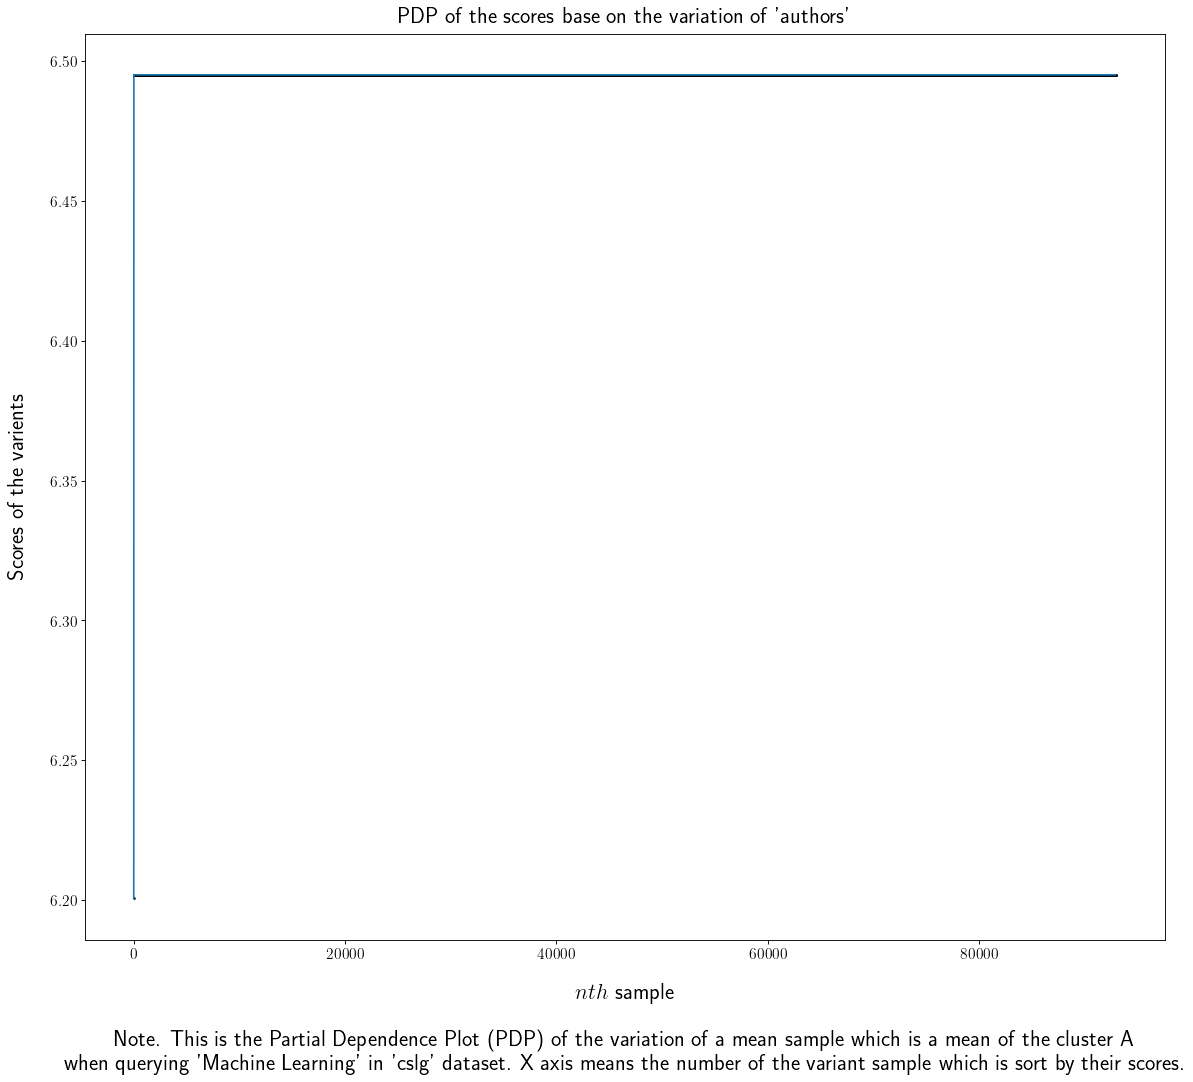 PDP of the scores base on the variation of 'authors'
6.50
6.45
6.40
6.35
6.30
6.25
6.20
Scores of the varients
0 20000 40000 60000 80000
nth sample
Note. This is the Partial Dependence Plot (PDP) of the variation of a mean sample which is a mean of the cluster A
when querying 'Machine Learning' in 'cslg' dataset. X axis means the number of the variant sample which is sort by their scores.